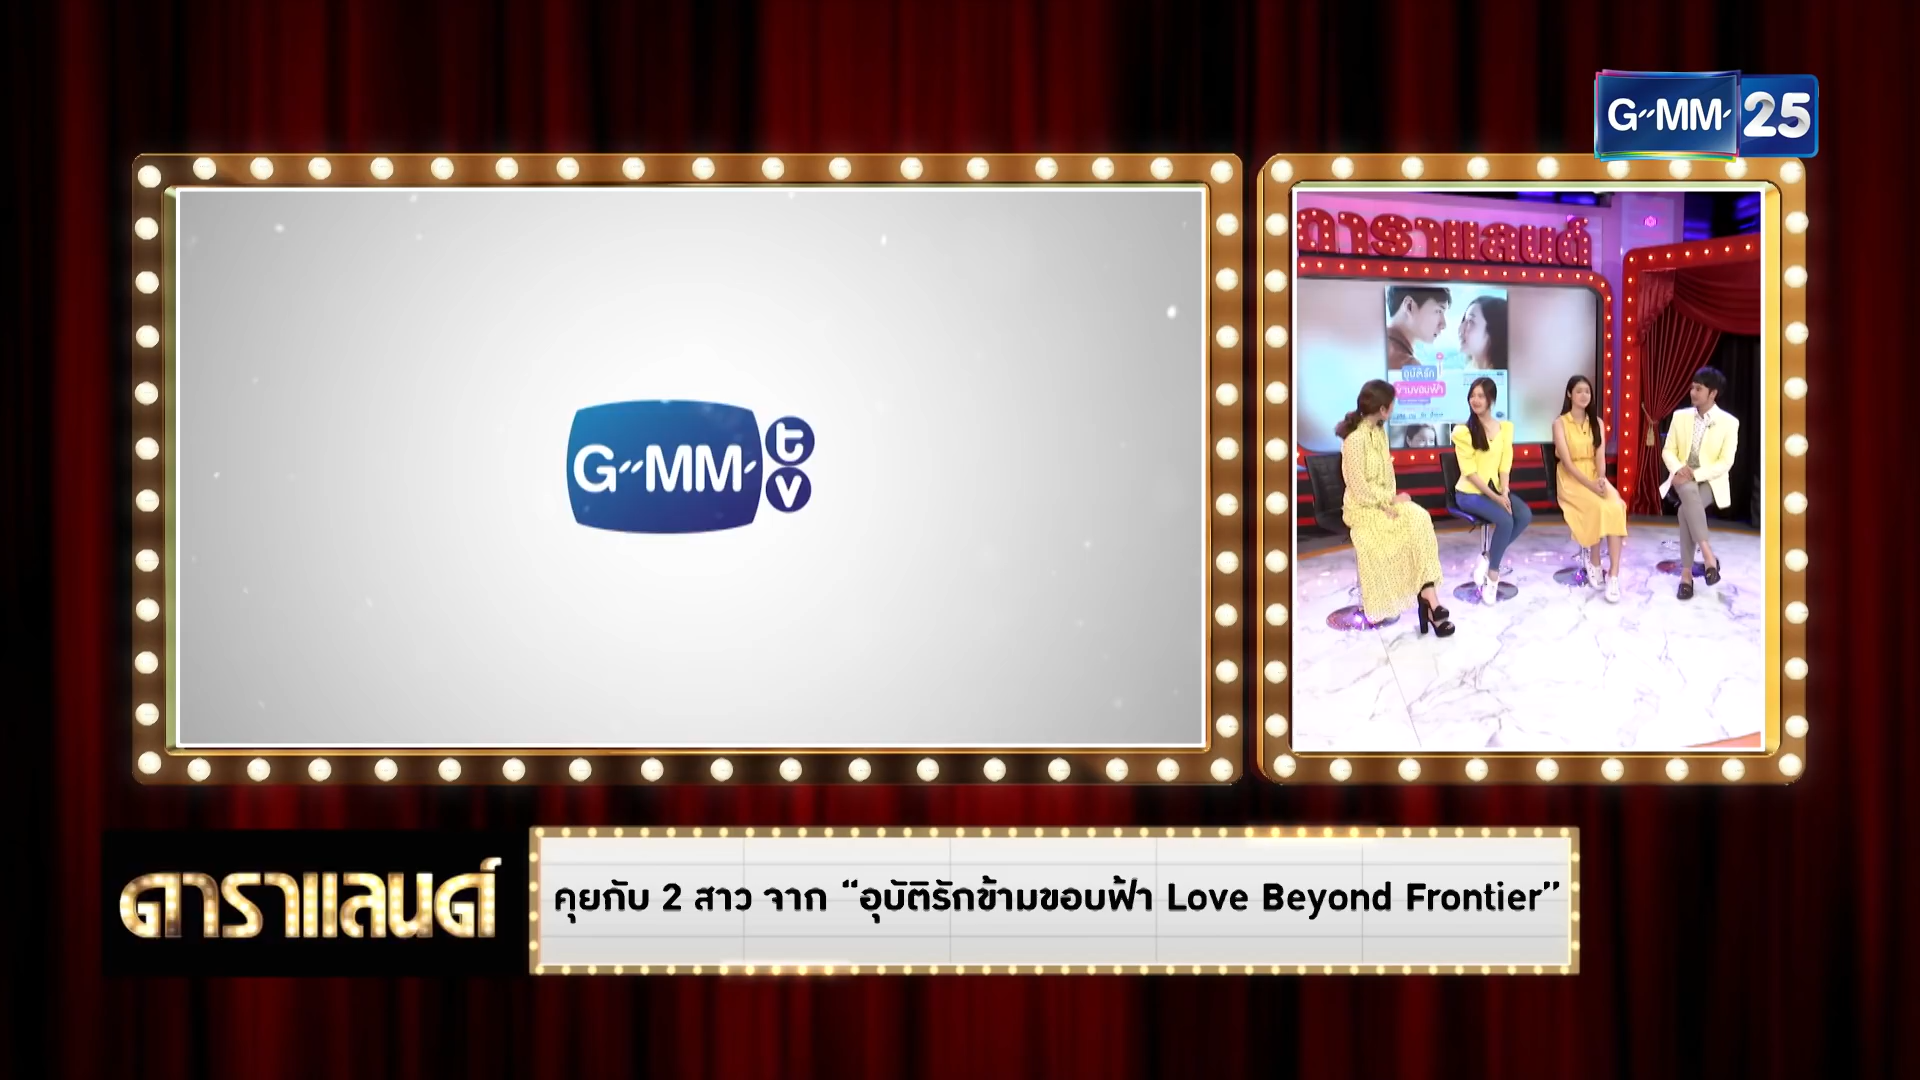 GMM 25
ดาราแลนด์
อุบัติรัก
ข้ามขอบฟ้า
GMM tv
ดาราแลนด์
คุยกับ 2 สาว จาก “อุบัติรักข้ามขอบฟ้า Love Beyond Frontier”